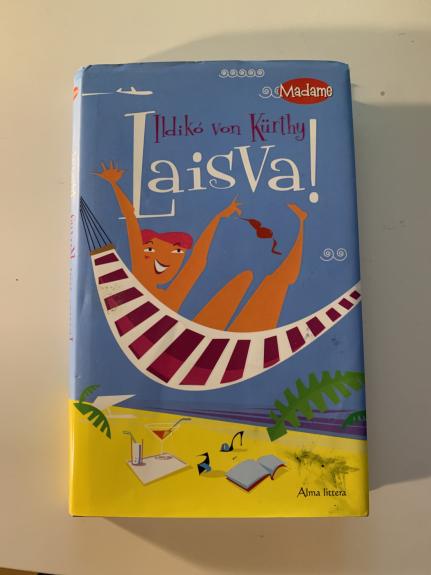 Madame
Ildikó von Kürthy
Laisva!
Alma littera